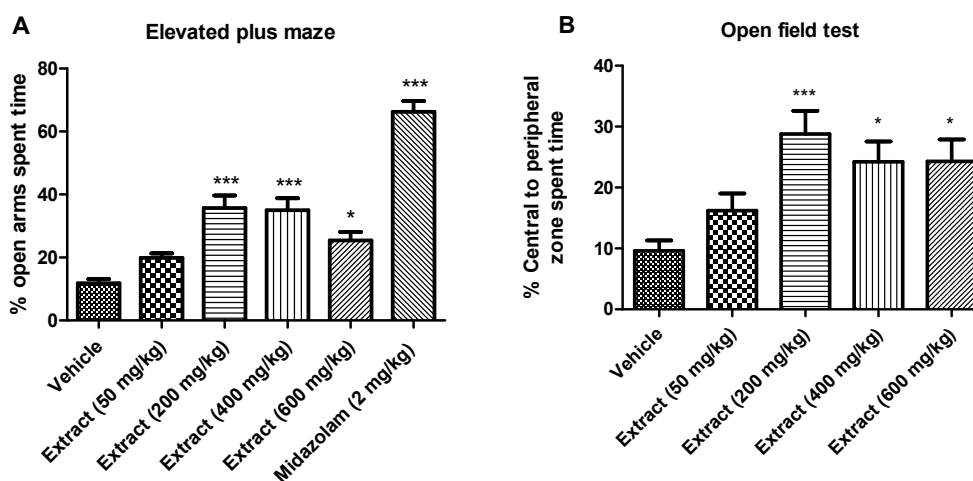 A
Elevated plus maze
% open arms spent time
80
60
40
20
0
***
***
*
***
Vehicle
Extract (50 mg/kg)
Extract (200 mg/kg)
Extract (400 mg/kg)
Extract (600 mg/kg)
Midazolam (2 mg/kg)
B
Open field test
% Central to peripheral
zone spent time
40
30
20
10
0
***
*
*
Vehicle
Extract (50 mg/kg)
Extract (200 mg/kg)
Extract (400 mg/kg)
Extract (600 mg/kg)